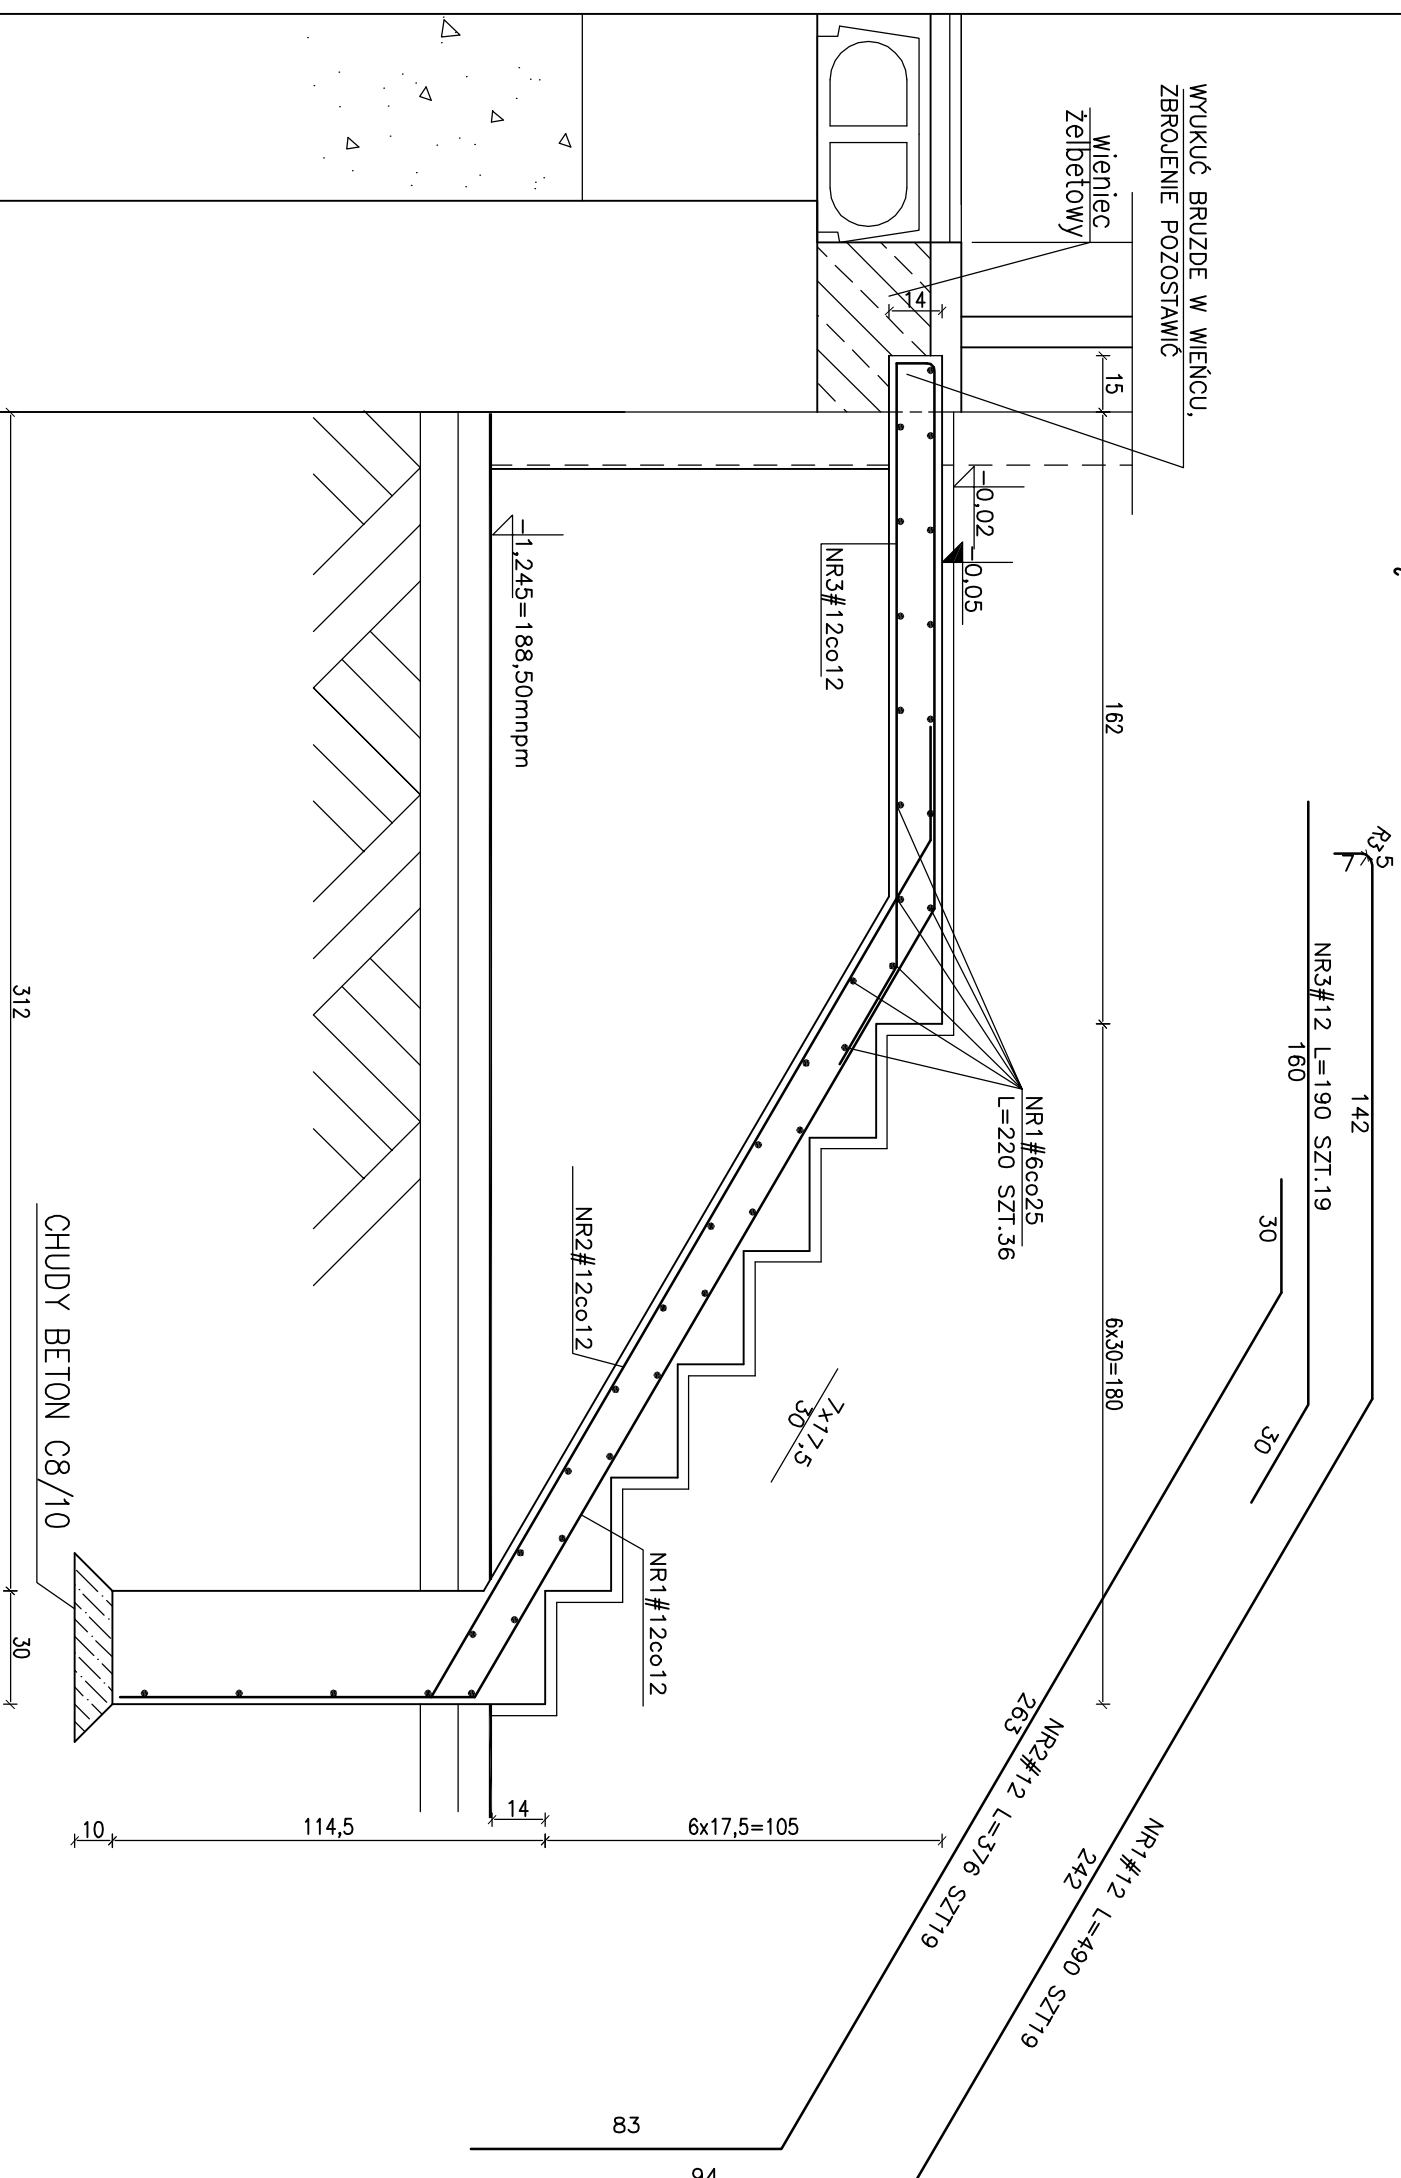 WYUKUĆ BRUZDE W WIEŃCU,
ZBROJENIE POZOSTAWIĆ
wieniec
żelbetowy
14
15
162
6x30=180
-0,02
-0,05
NR3#12co12
-1,245=188,50mnpm
NR1#6co25
L=220 SZT.36
NR2#12co12
7x17,5
30
NR1#12co12
CHUDY BETON C8/10
312
30
10
114,5
14
6x17,5=105
R3,5
7
142
NR3#12 L=190 SZT.19
160
30
30
263
NR2#12 L=376 SZT19
242
NR1#12 L=490 SZT19
83
94